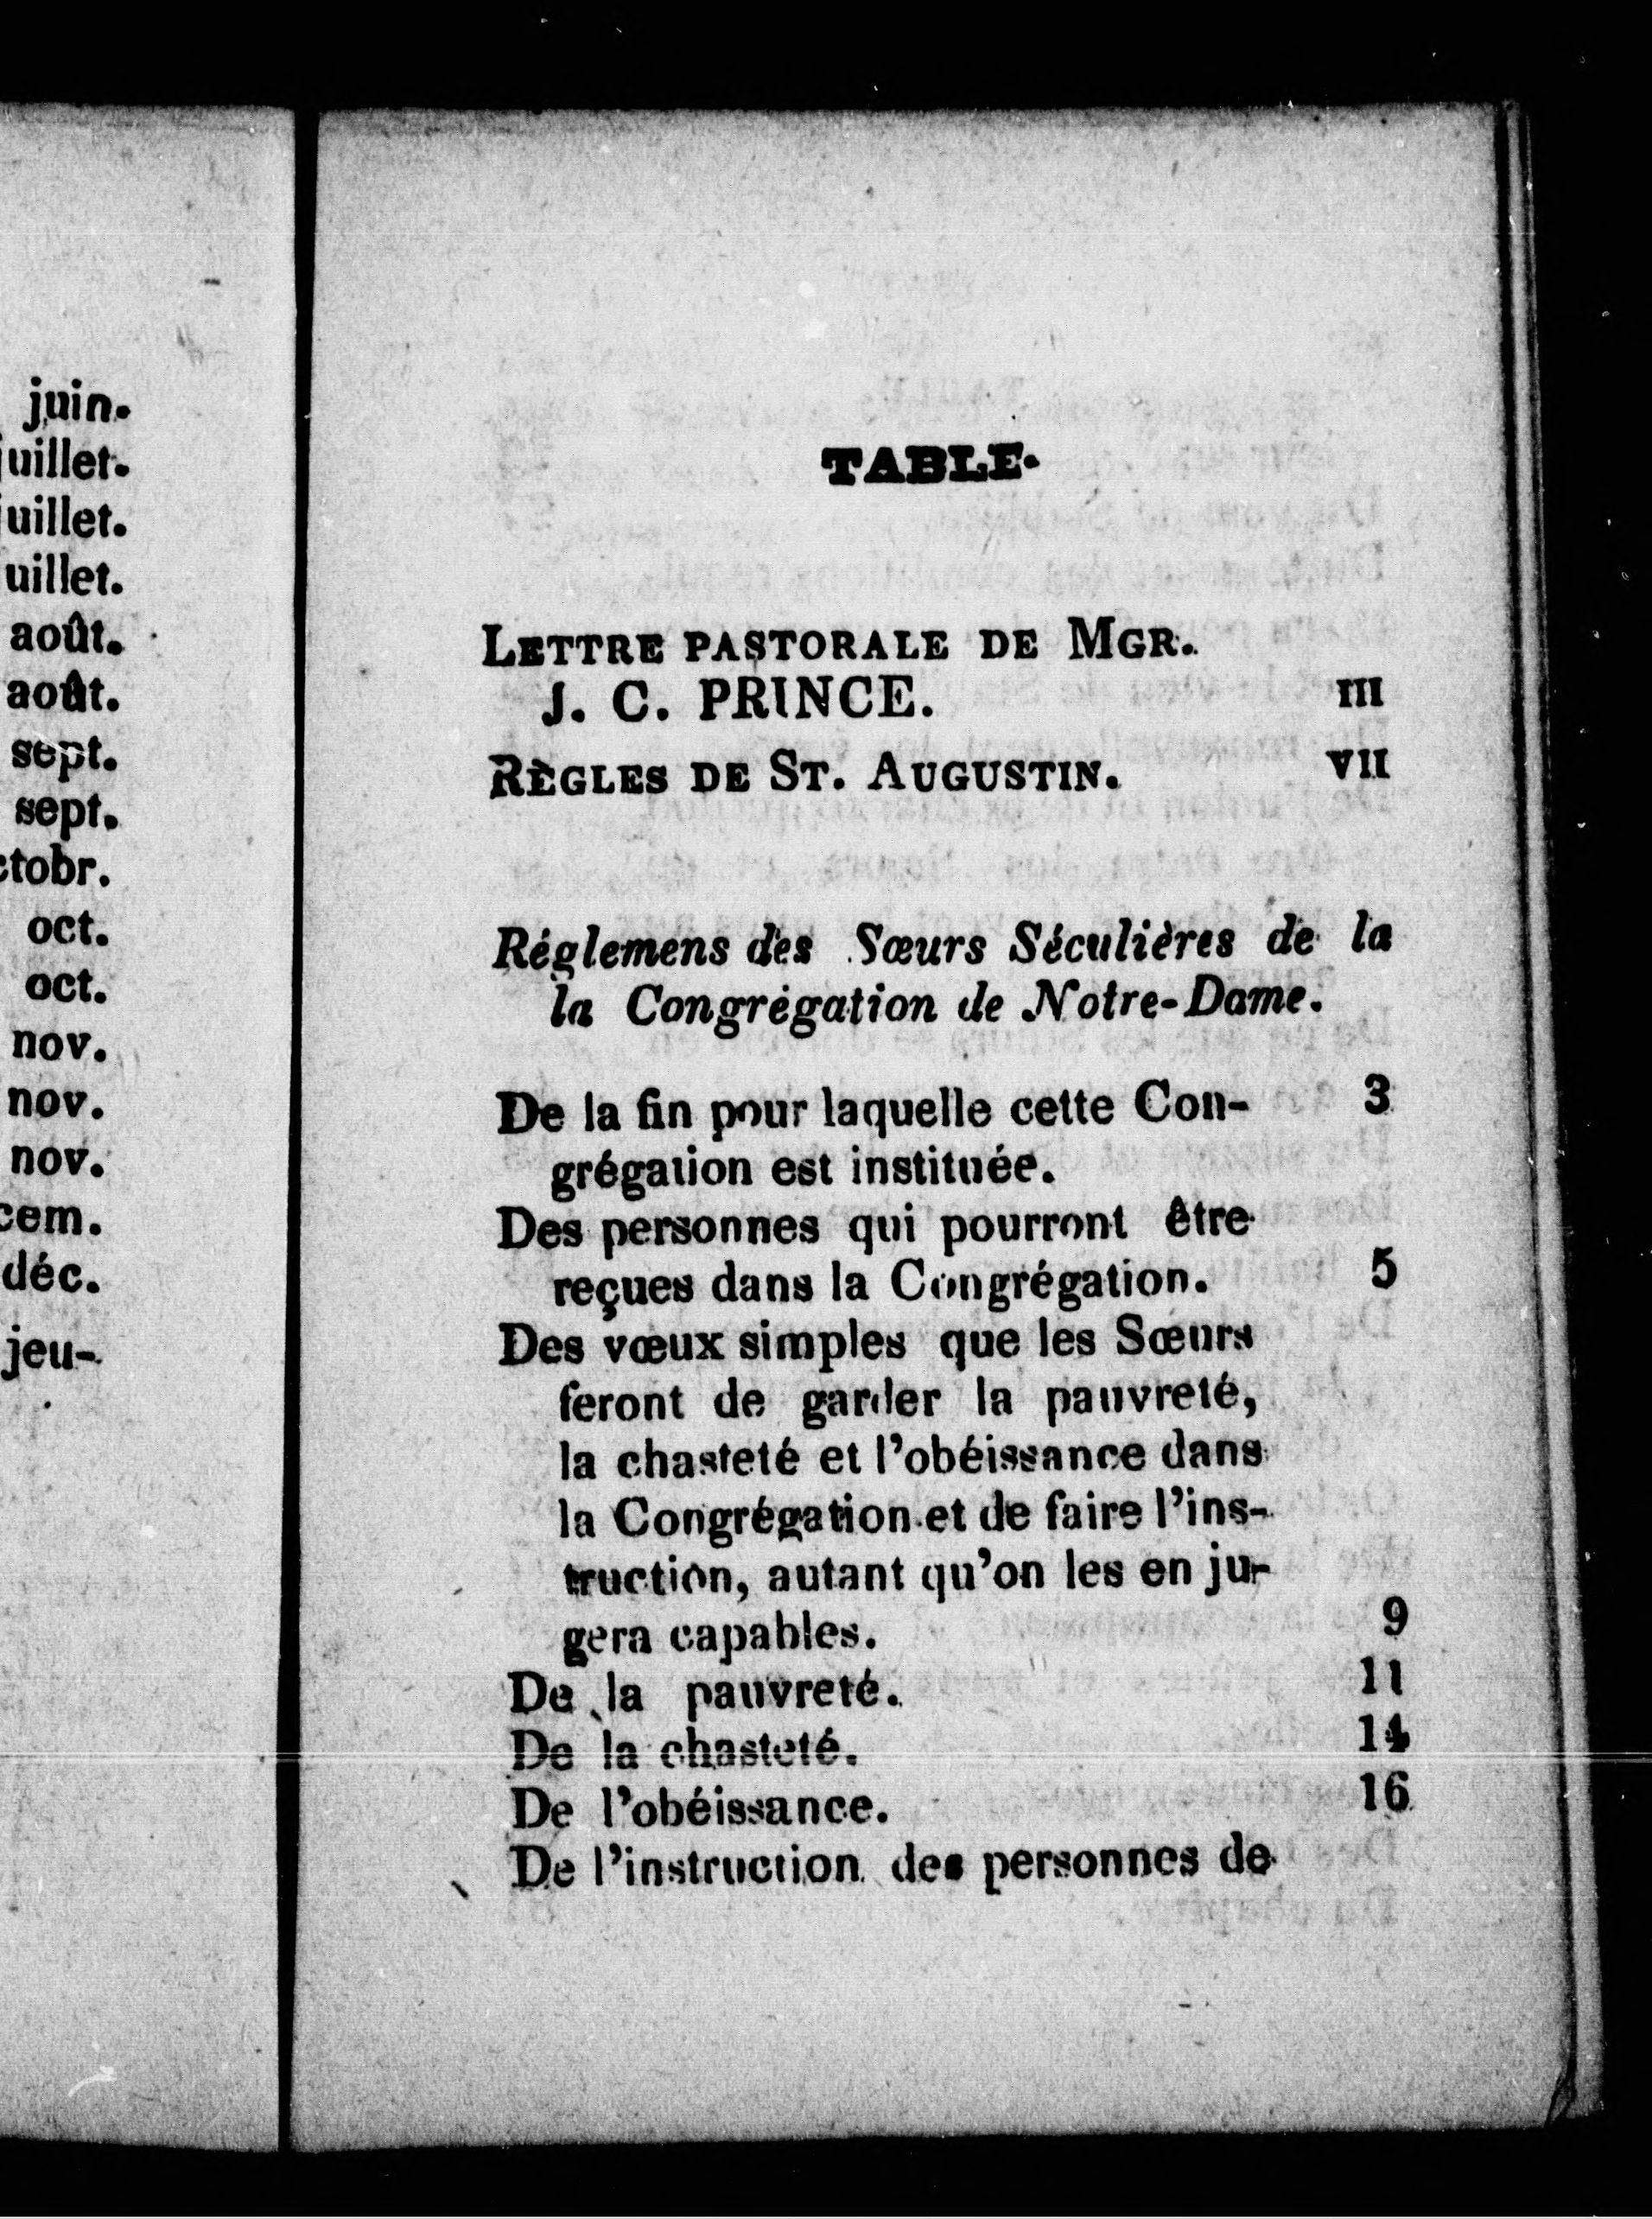 juin.
uillet.
uillet.
uillet.
août.
août.
sept.
sept.
ctobr.
oct.
oct.
nov.
nov.
nov.
cem.
déc.
jeu-
TABLE.
LETTRE PASTORALE DE MGR.
J. C. PRINCE. III
RÈGLES DE ST. AUGUSTIN. VII
Réglemens des Sœurs Séculières de la
la Congrégation de Notre-Dame.
De la fin pour laquelle cette Con- 3
grégation est instituée.
Des personnes qui pourront être
reçues dans la Congrégation. 5
Des vœux simples que les Sœurs
feront de garder la pauvreté,
la chasteté et l'obéissance dans
la Congrégation et de faire l'ins-
truction, autant qu'on les en ju-
gera capables. 9
De la pauvreté. 11
De la chasteté. 14
De l'obéissance. 16
De l'instruction des personnes de